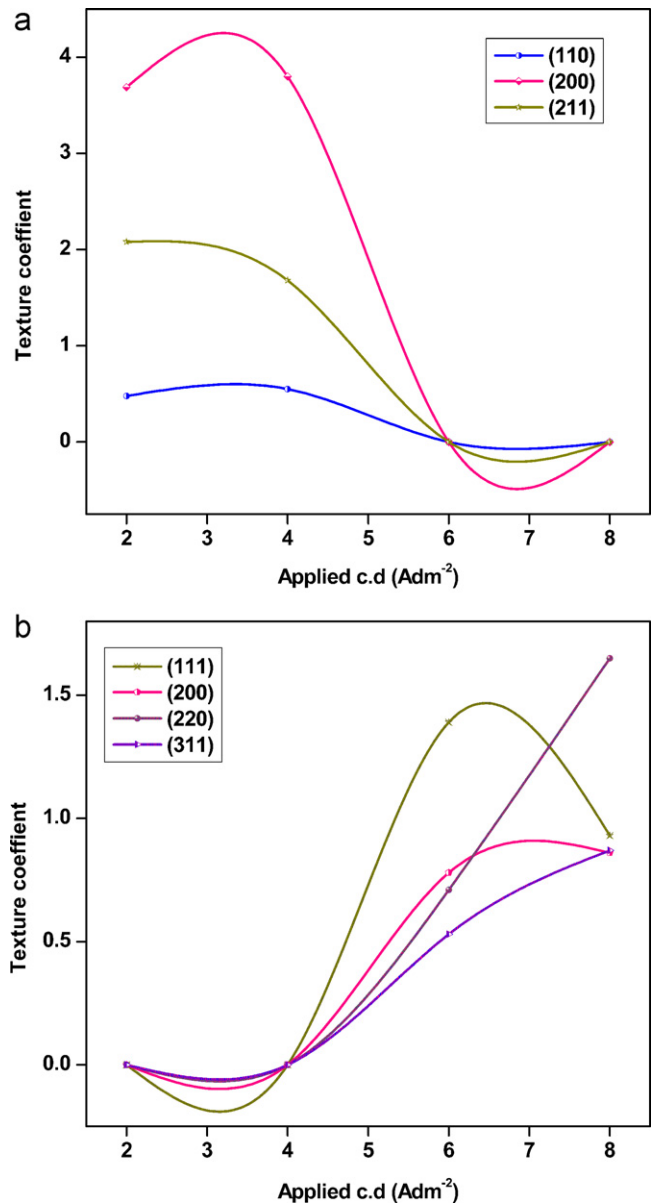 a
(110)
(200)
(211)
4
3
2
1
0
Texture coeffient
2 3 4 5 6 7 8
Applied c.d (Adm⁻²)
b
(111)
(200)
(220)
(311)
1.5
1.0
0.5
0.0
Texture coeffient
2 3 4 5 6 7 8
Applied c.d (Adm⁻²)